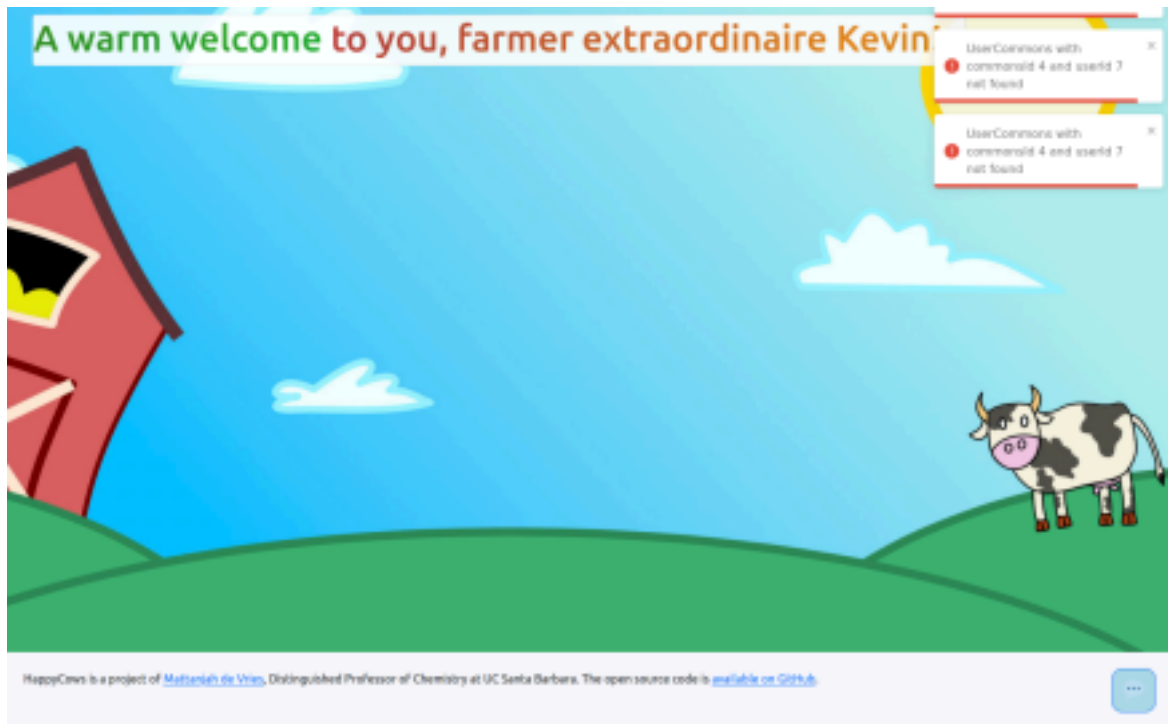 A warm welcome to you, farmer extraordinaire Kevin!
UserCommons with
commonsId 4 and userId 7
not found
UserCommons with
commonsId 4 and userId 7
not found
HappyCows is a project of Mattanjah de Vries, Distinguished Professor of Chemistry at UC Santa Barbara. The open source code is available on GitHub.